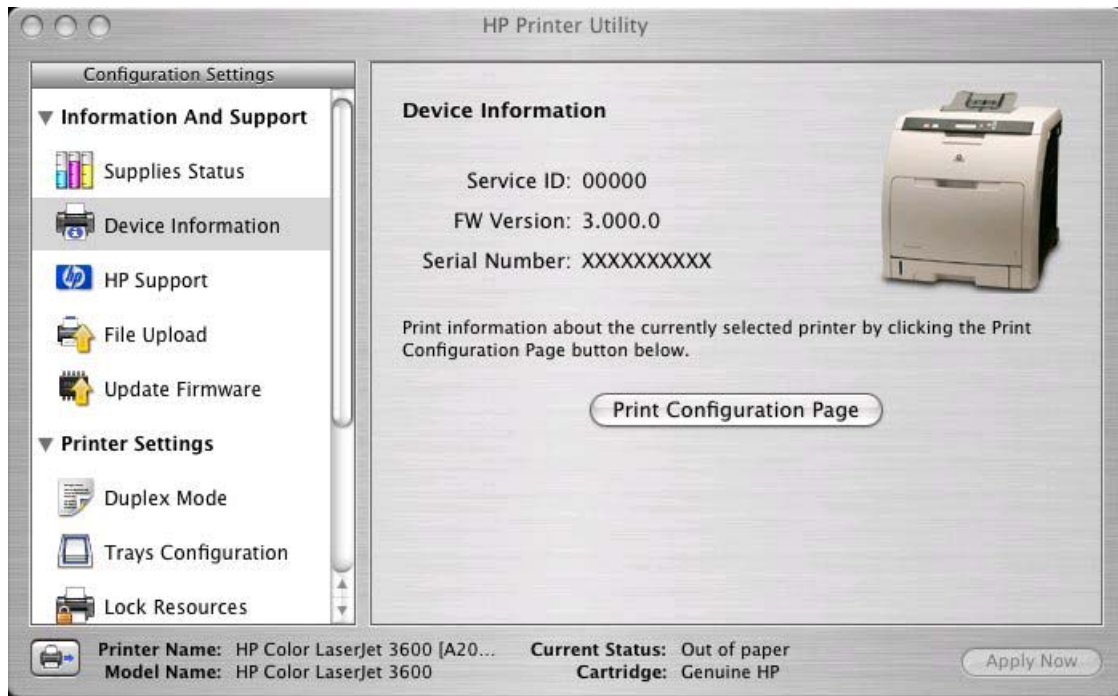 HP Printer Utility
Configuration Settings
Information And Support
Supplies Status
Device Information
HP Support
File Upload
Update Firmware
Printer Settings
Duplex Mode
Trays Configuration
Lock Resources
Device Information
Service ID: 00000
FW Version: 3.000.0
Serial Number: XXXXXXXXXX
Print information about the currently selected printer by clicking the Print
Configuration Page button below.
Print Configuration Page
Printer Name: HP Color LaserJet 3600 [A20...
Model Name: HP Color LaserJet 3600
Current Status: Out of paper
Cartridge: Genuine HP
Apply Now